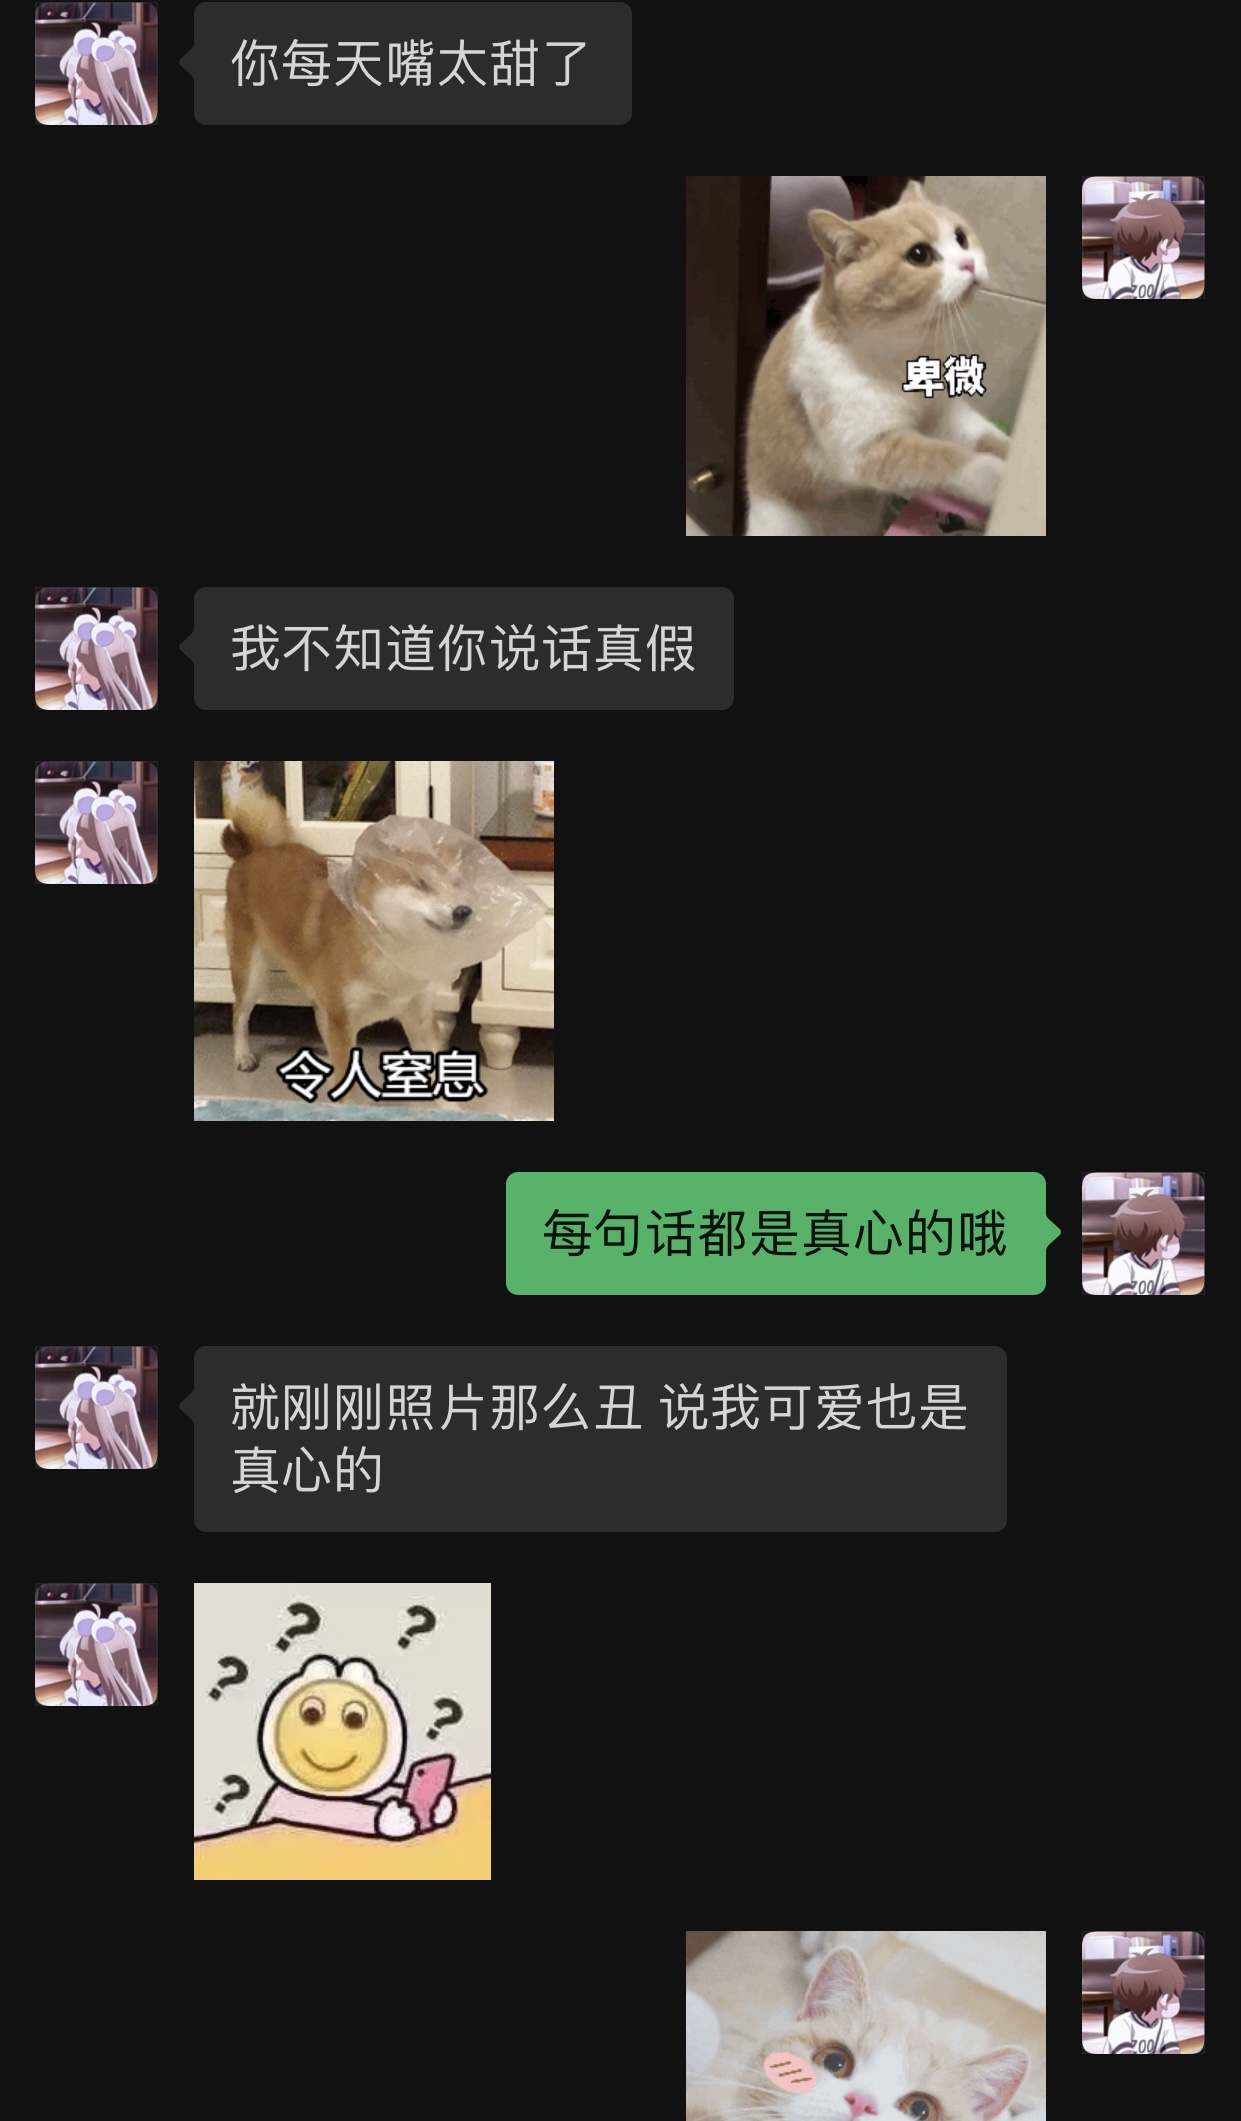 你每天嘴太甜了
卑微
我不知道你说话真假
令人窒息
每句话都是真心的哦
ZOO
就刚刚照片那么丑 说我可爱也是
真心的
? ? ? ? ?